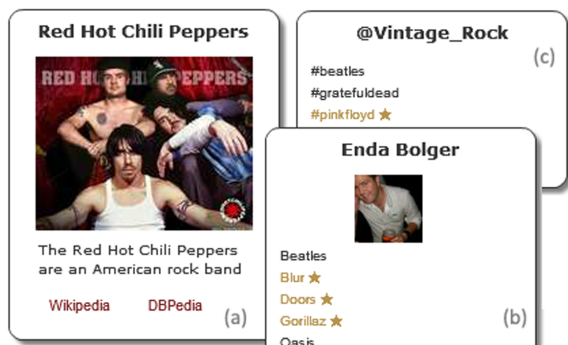 Red Hot Chili Peppers
RED HOT CHILI PEPPERS
The Red Hot Chili Peppers
are an American rock band
Wikipedia DBPedia
(a)
@Vintage_Rock
(c)
#beatles
#gratefuldead
#pinkfloyd
Enda Bolger
Beatles
Blur
Doors
Gorillaz
(b)
Oasis